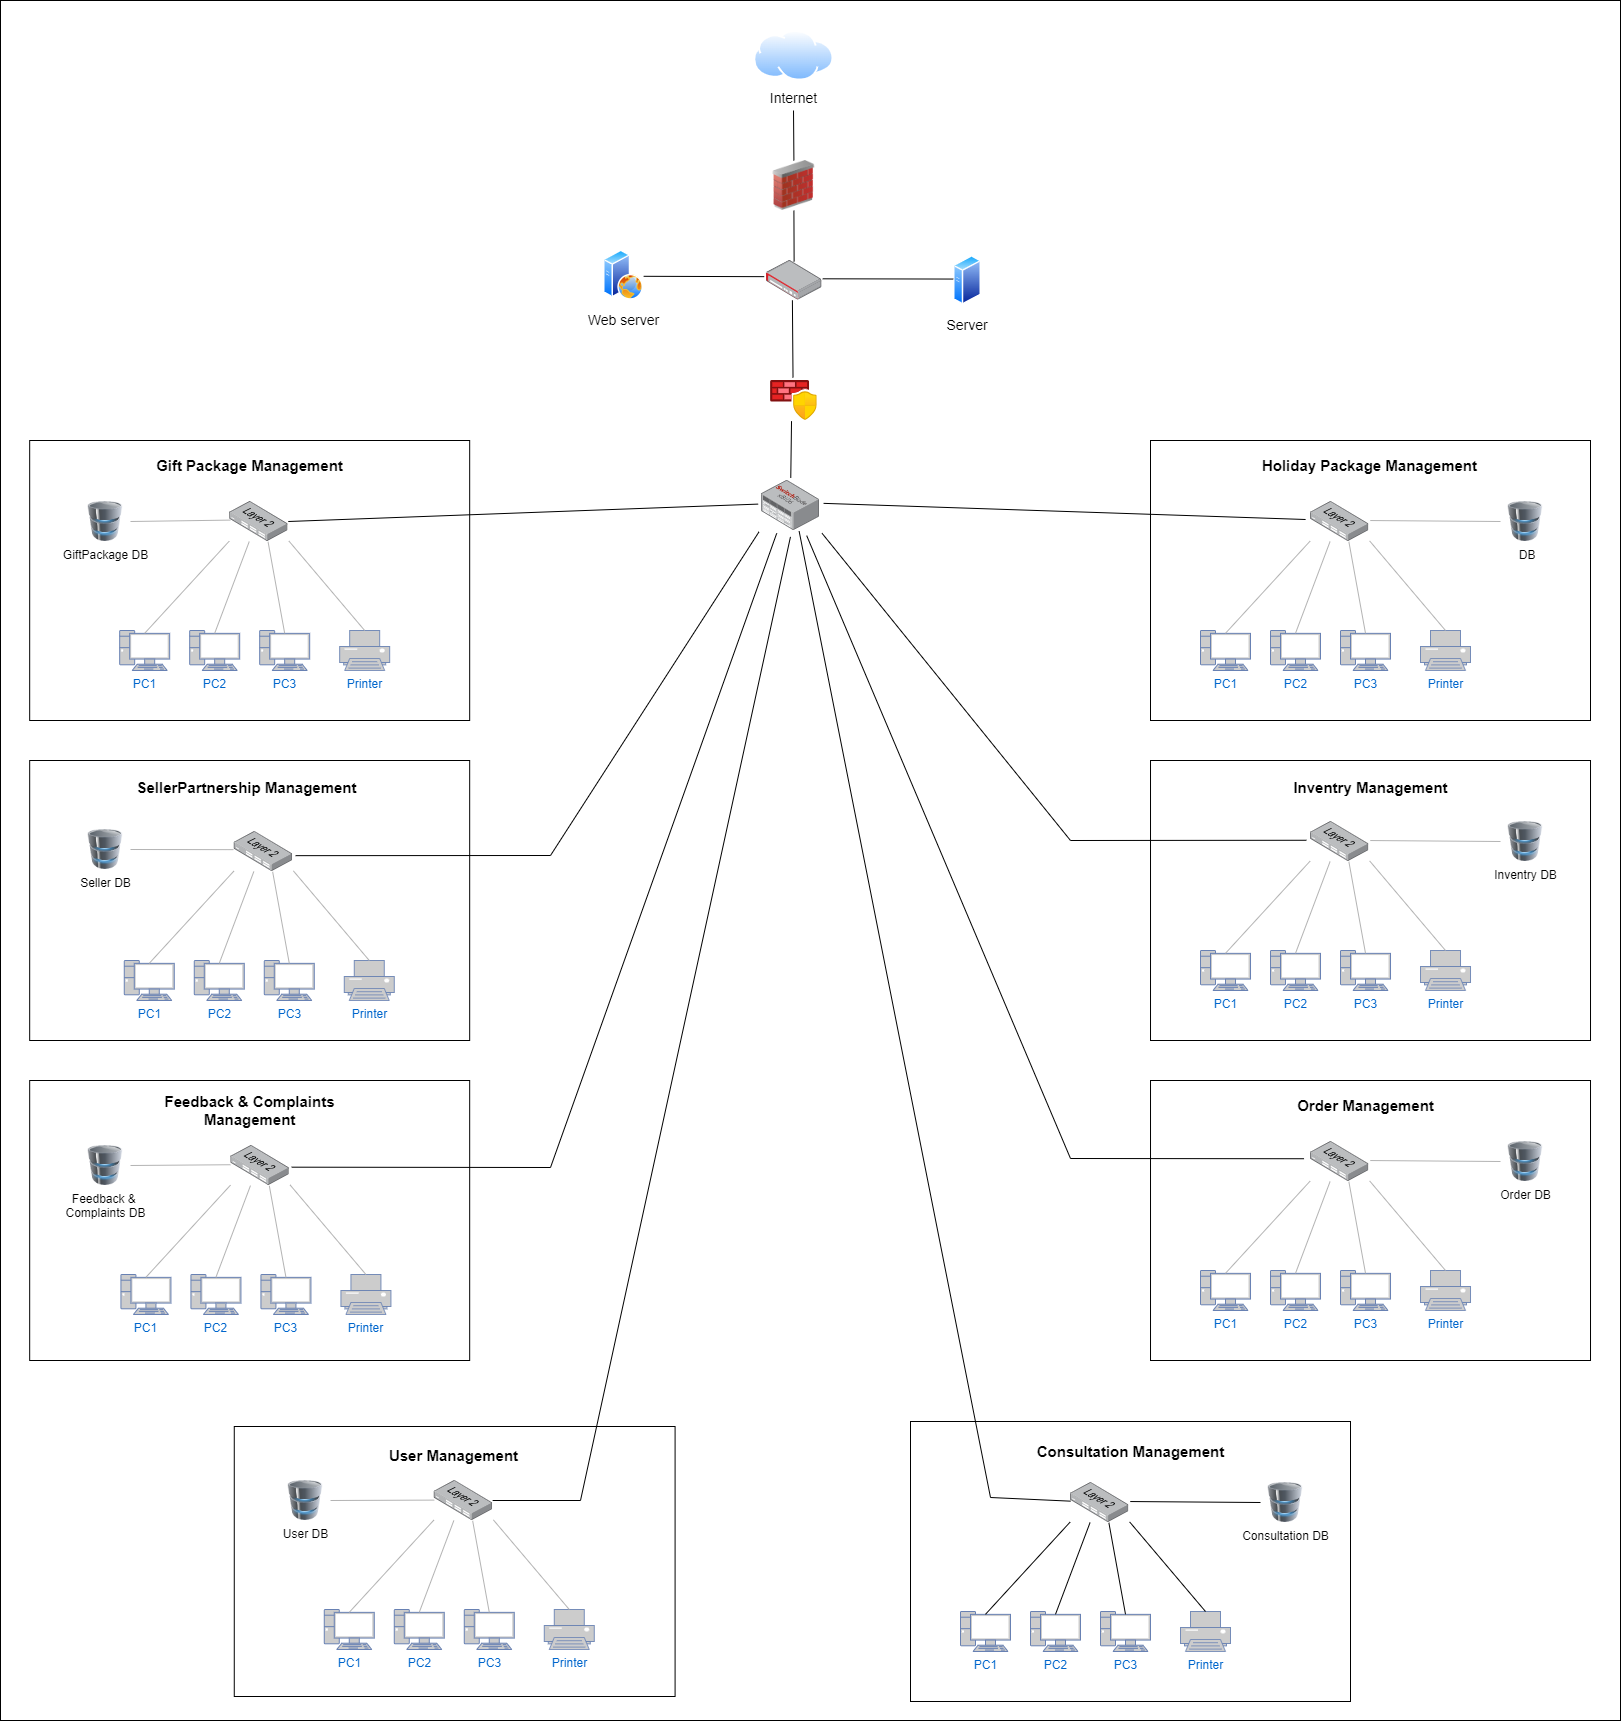 Internet
Web server
Server
Gift Package Management
Layer 2
GiftPackage DB
PC1
PC2
PC3
Printer
Holiday Package Management
Layer 2
DB
PC1
PC2
PC3
Printer
SellerPartnership Management
Layer 2
Seller DB
PC1
PC2
PC3
Printer
Inventry Management
Layer 2
Inventry DB
PC1
PC2
PC3
Printer
Feedback & Complaints
Management
Layer 2
Feedback &
Complaints DB
PC1
PC2
PC3
Printer
Order Management
Layer 2
Order DB
PC1
PC2
PC3
Printer
User Management
Layer 2
User DB
PC1
PC2
PC3
Printer
Consultation Management
Layer 2
Consultation DB
PC1
PC2
PC3
Printer